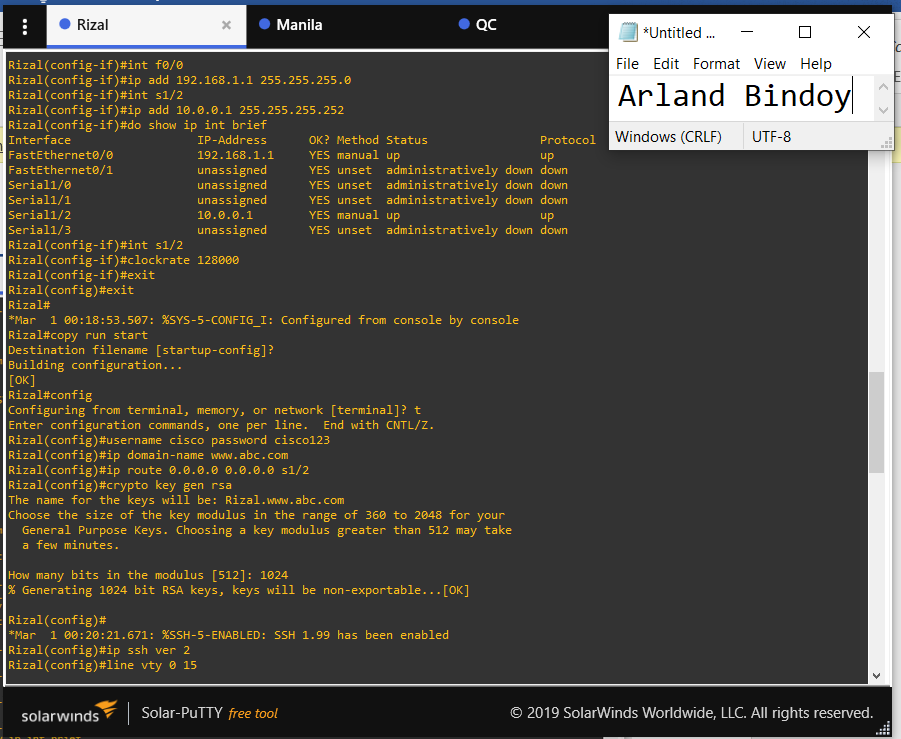 Rizal
Manila
QC
*Untitled ...
File Edit Format View Help
Arland Bindoy
Windows (CRLF) UTF-8
Rizal(config-if)#int f0/0
Rizal(config-if)#ip add 192.168.1.1 255.255.255.0
Rizal(config-if)#int s1/2
Rizal(config-if)#ip add 10.0.0.1 255.255.255.252
Rizal(config-if)#do show ip int brief
Interface IP-Address OK? Method Status Protocol
FastEthernet0/0 192.168.1.1 YES manual up up
FastEthernet0/1 unassigned YES unset administratively down down
Serial1/0 unassigned YES unset administratively down down
Serial1/1 unassigned YES unset administratively down down
Serial1/2 10.0.0.1 YES manual up up
Serial1/3 unassigned YES unset administratively down down
Rizal(config-if)#int s1/2
Rizal(config-if)#clockrate 128000
Rizal(config-if)#exit
Rizal(config)#exit
Rizal#
*Mar  1 00:18:53.507: %SYS-5-CONFIG_I: Configured from console by console
Rizal#copy run start
Destination filename [startup-config]?
Building configuration...
[OK]
Rizal#config
Configuring from terminal, memory, or network [terminal]? t
Enter configuration commands, one per line.  End with CNTL/Z.
Rizal(config)#username cisco password cisco123
Rizal(config)#ip domain-name www.abc.com
Rizal(config)#ip route 0.0.0.0 0.0.0.0 s1/2
Rizal(config)#crypto key gen rsa
The name for the keys will be: Rizal.www.abc.com
Choose the size of the key modulus in the range of 360 to 2048 for your
General Purpose Keys. Choosing a key modulus greater than 512 may take
a few minutes.
How many bits in the modulus [512]: 1024
% Generating 1024 bit RSA keys, keys will be non-exportable...[OK]
Rizal(config)#
*Mar  1 00:20:21.671: %SSH-5-ENABLED: SSH 1.99 has been enabled
Rizal(config)#ip ssh ver 2
Rizal(config)#line vty 0 15
solarwinds Solar-PuTTY free tool © 2019 SolarWinds Worldwide, LLC. All rights reserved.